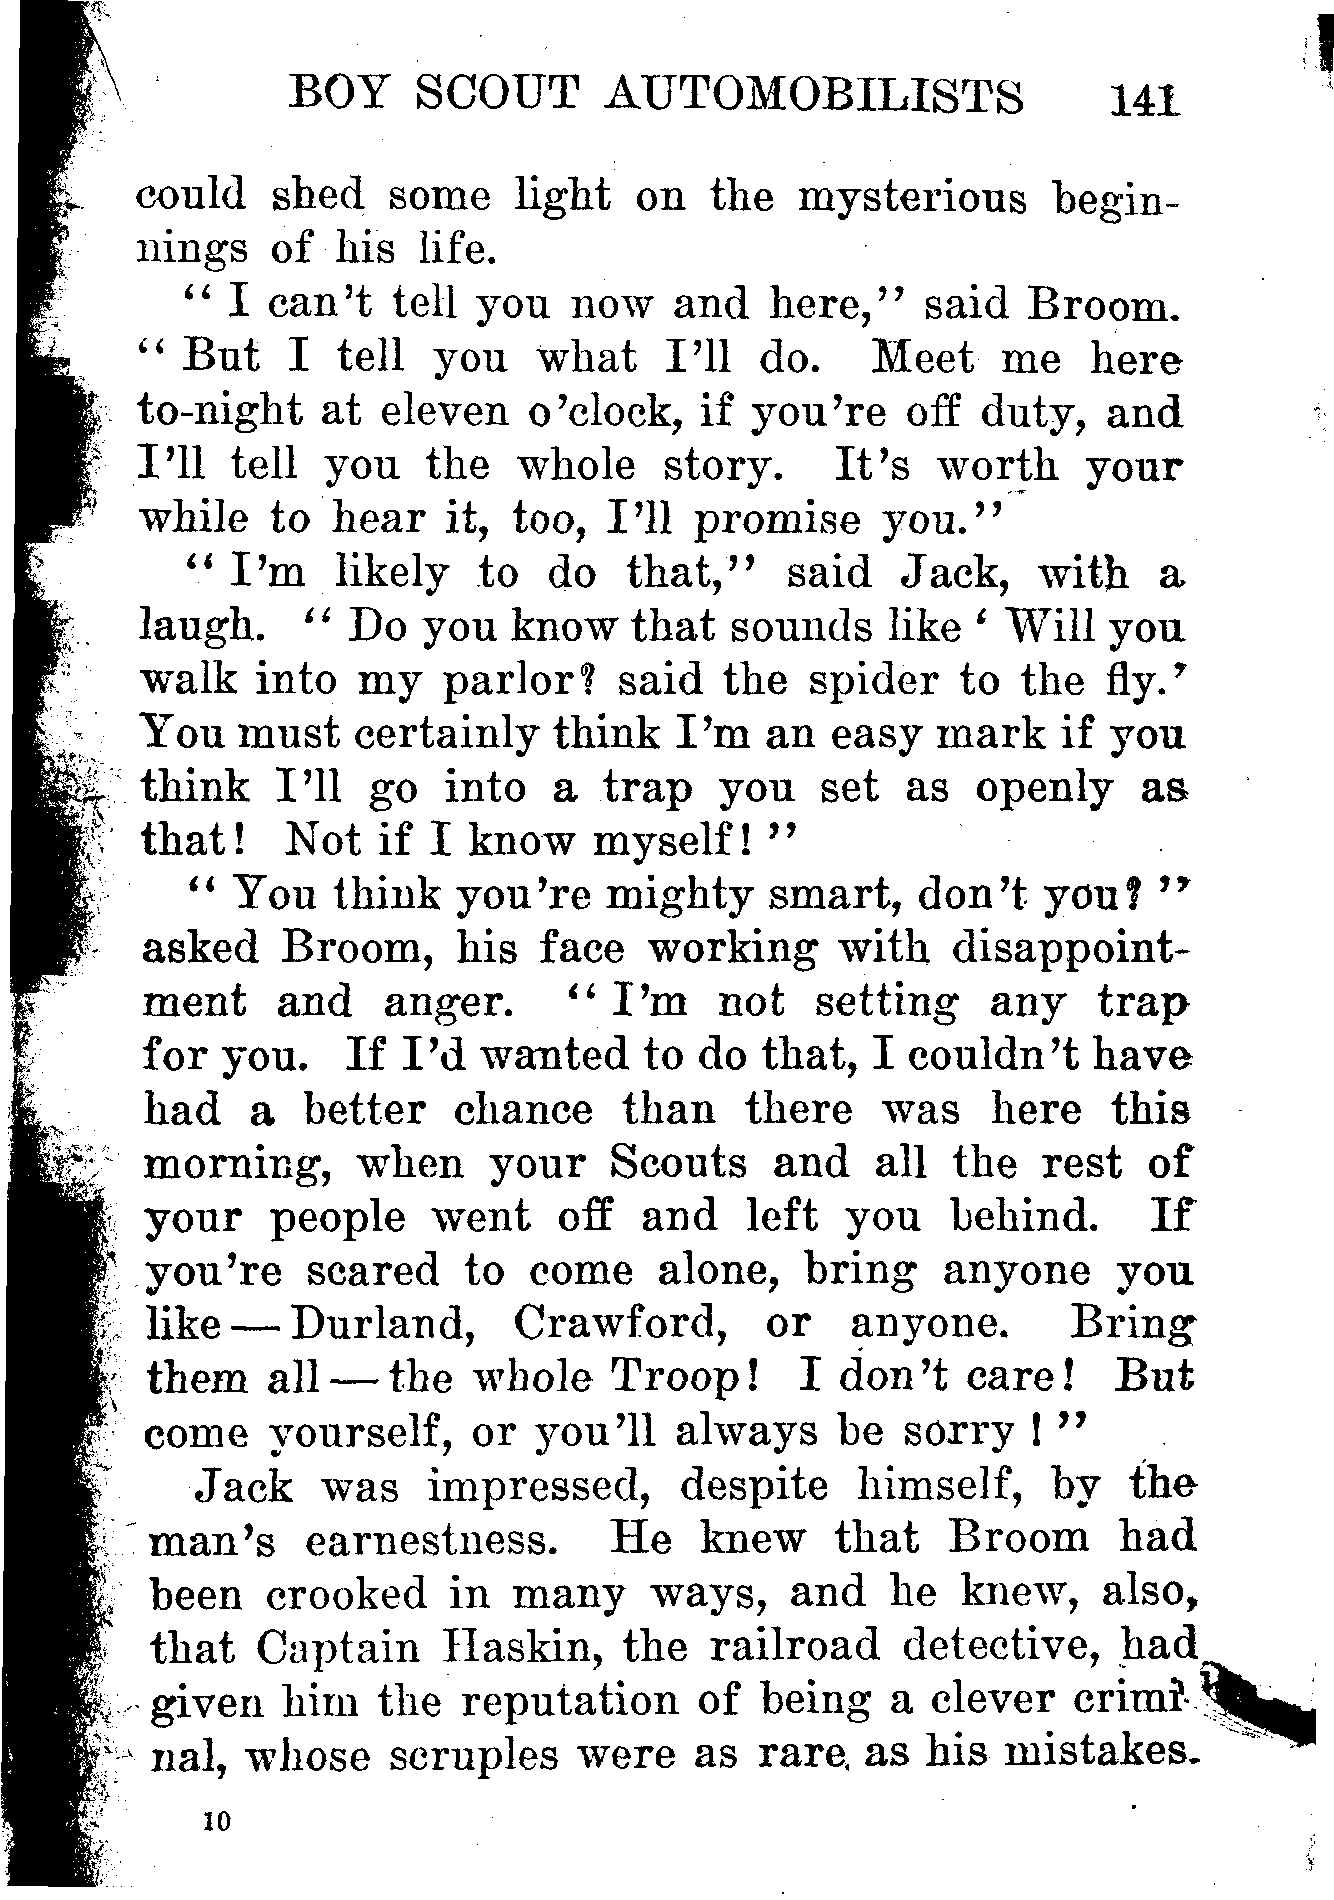 BOY SCOUT AUTOMOBILISTS 141
could shed some light on the mysterious begin-
nings of his life.
" I can't tell you now and here," said Broom.
" But I tell you what I'll do. Meet me here
to-night at eleven o'clock, if you're off duty, and
I'll tell you the whole story. It's worth your
while to hear it, too, I'll promise you."
" I'm likely to do that," said Jack, with a
laugh. " Do you know that sounds like ' Will you
walk into my parlor? said the spider to the fly.'
You must certainly think I'm an easy mark if you
think I'll go into a trap you set as openly as
that! Not if I know myself! "
" You think you're mighty smart, don't you? "
asked Broom, his face working with disappoint-
ment and anger. " I'm not setting any trap
for you. If I'd wanted to do that, I couldn't have
had a better chance than there was here this
morning, when your Scouts and all the rest of
your people went off and left you behind. If
you're scared to come alone, bring anyone you
like — Durland, Crawford, or anyone. Bring
them all — the whole Troop! I don't care! But
come yourself, or you'll always be sorry ! "
Jack was impressed, despite himself, by the
man's earnestness. He knew that Broom had
been crooked in many ways, and he knew, also,
that Captain Haskin, the railroad detective, had
given him the reputation of being a clever crimi-
nal, whose scruples were as rare as his mistakes.
10